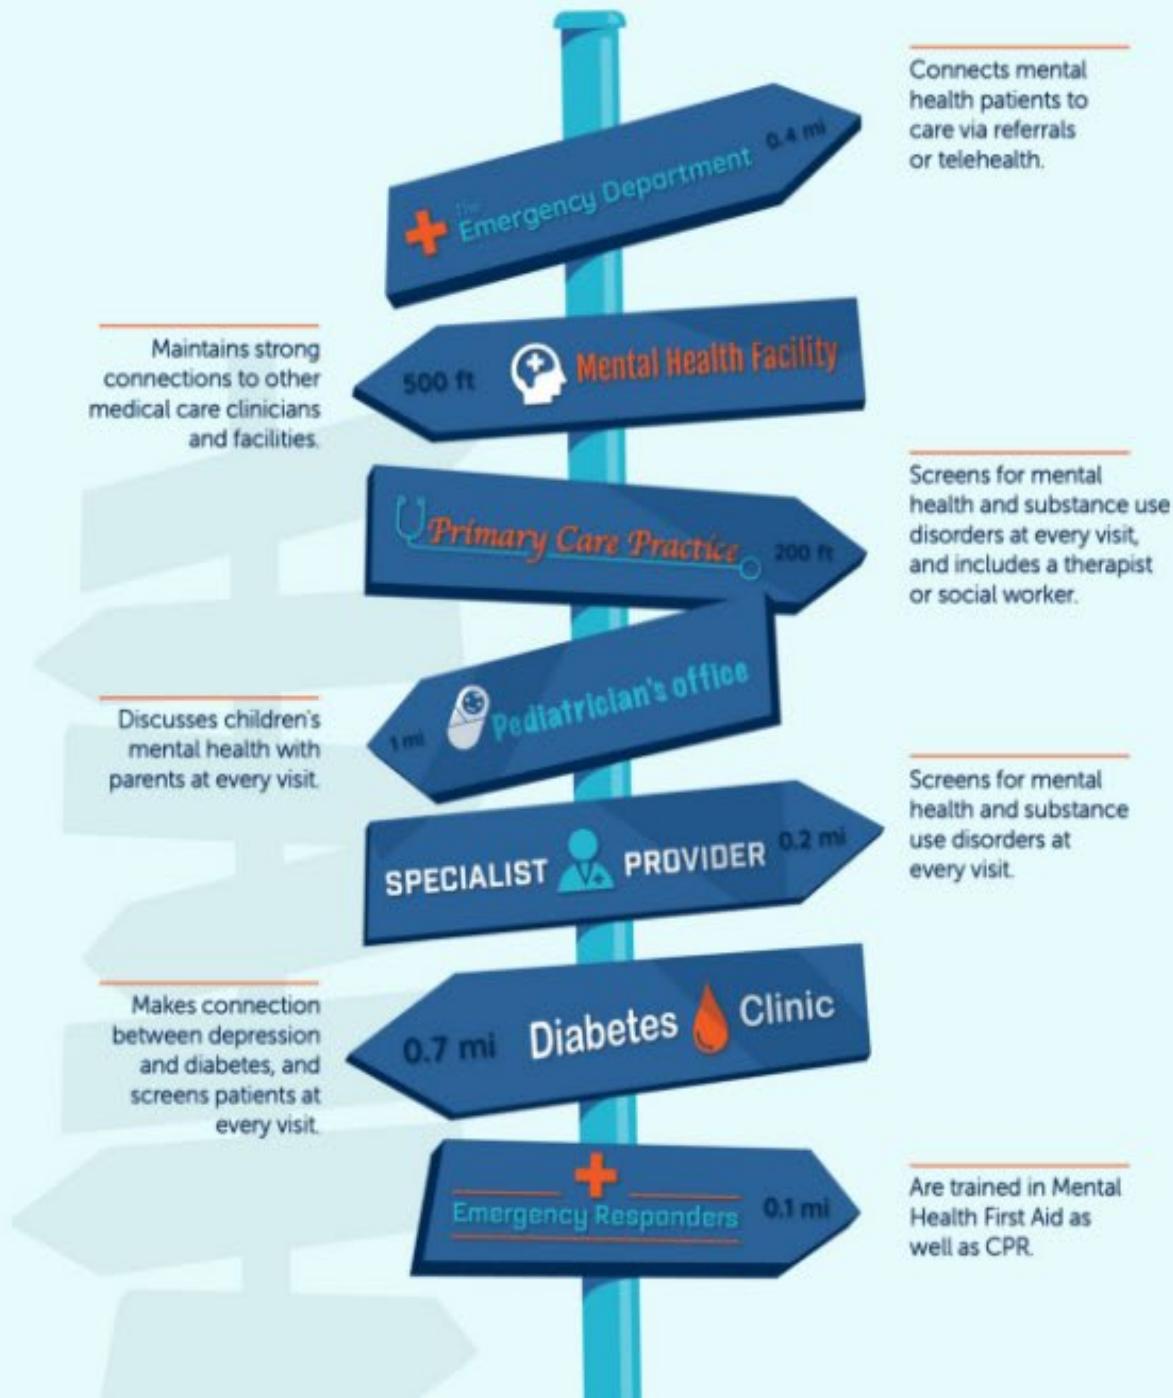 Connects mental
health patients to
care via referrals
or telehealth.
0.4 mi
The
Emergency Department
Maintains strong
connections to other
medical care clinicians
and facilities.
500 ft Mental Health Facility
Screens for mental
health and substance use
disorders at every visit,
and includes a therapist
or social worker.
Primary Care Practice 200 ft
Discusses children's
mental health with
parents at every visit.
1 mi Pediatrician's office
Screens for mental
health and substance
use disorders at
every visit.
SPECIALIST PROVIDER 0.2 mi
Makes connection
between depression
and diabetes, and
screens patients at
every visit.
0.7 mi Diabetes Clinic
Emergency Responders 0.1 mi
Are trained in Mental
Health First Aid as
well as CPR.